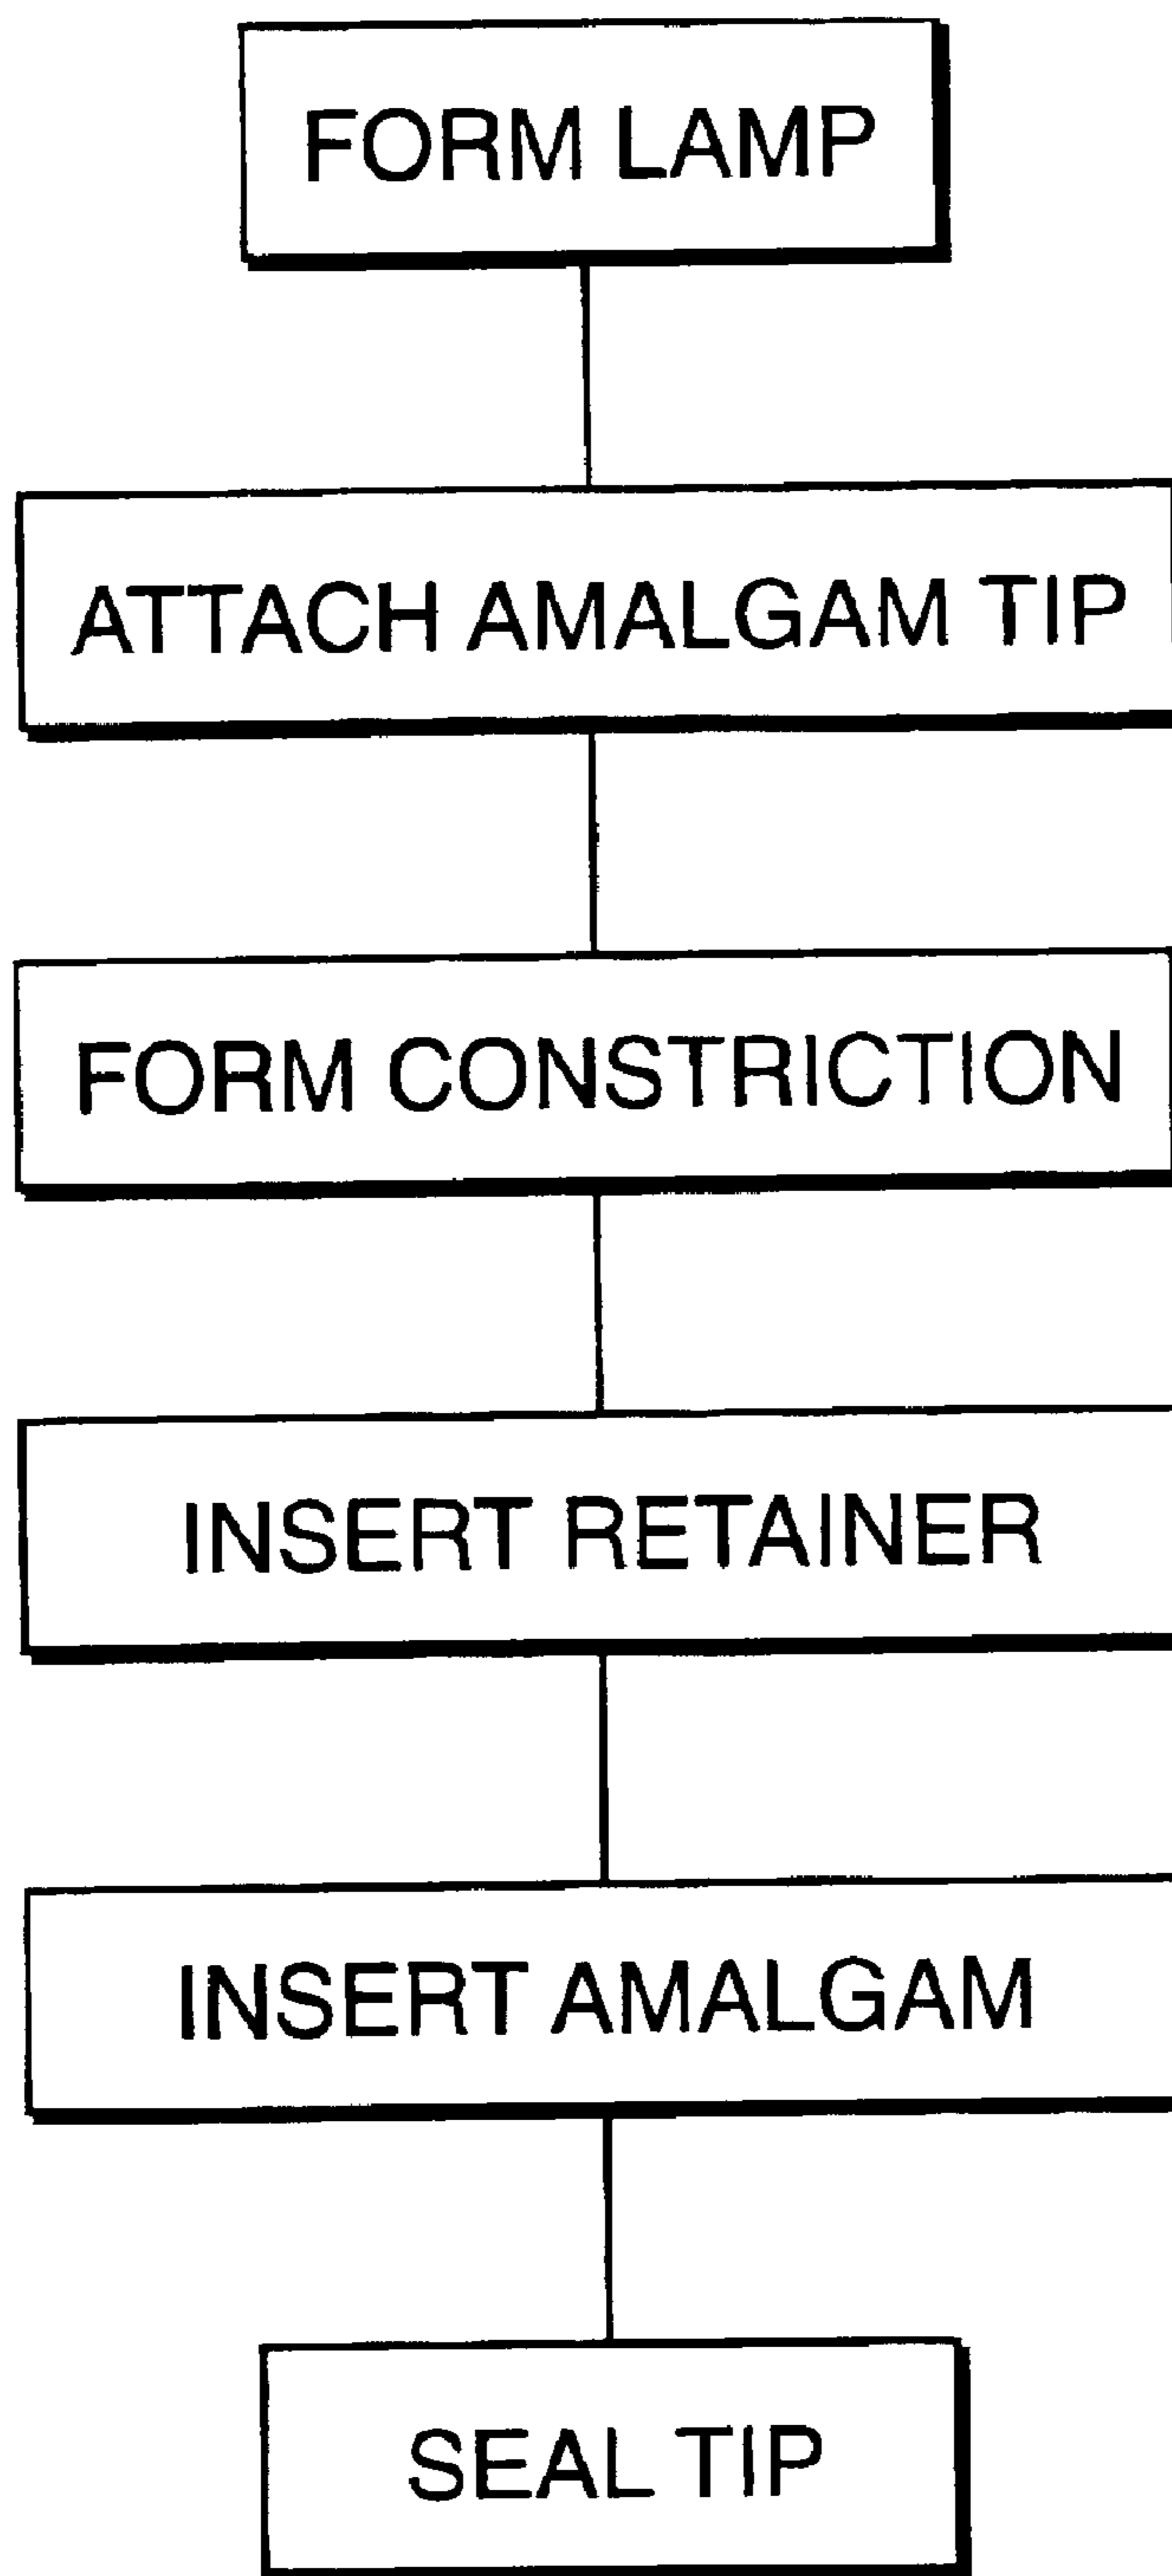 FORM LAMP
ATTACH AMALGAM TIP
FORM CONSTRICTION
INSERT RETAINER
INSERT AMALGAM
SEAL TIP